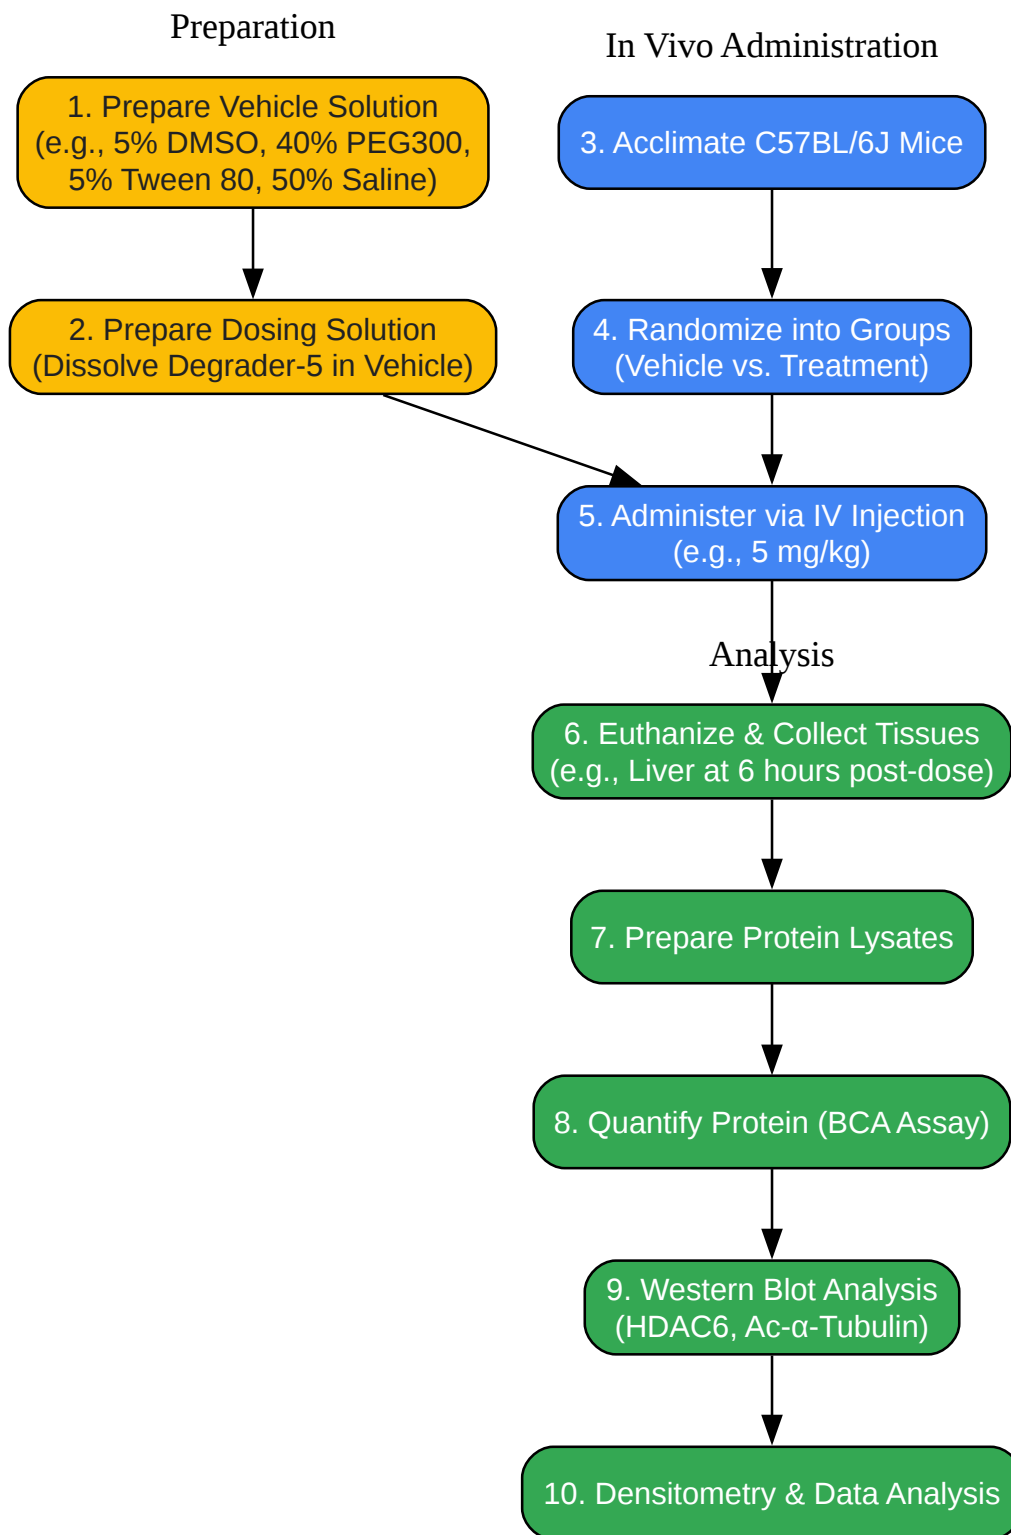 Preparation
1. Prepare Vehicle Solution
(e.g., 5% DMSO, 40% PEG300,
5% Tween 80, 50% Saline)
2. Prepare Dosing Solution
(Dissolve Degrader-5 in Vehicle)
In Vivo Administration
3. Acclimate C57BL/6J Mice
4. Randomize into Groups
(Vehicle vs. Treatment)
5. Administer via IV Injection
(e.g., 5 mg/kg)
Analysis
6. Euthanize & Collect Tissues
(e.g., Liver at 6 hours post-dose)
7. Prepare Protein Lysates
8. Quantify Protein (BCA Assay)
9. Western Blot Analysis
(HDAC6, Ac-α-Tubulin)
10. Densitometry & Data Analysis